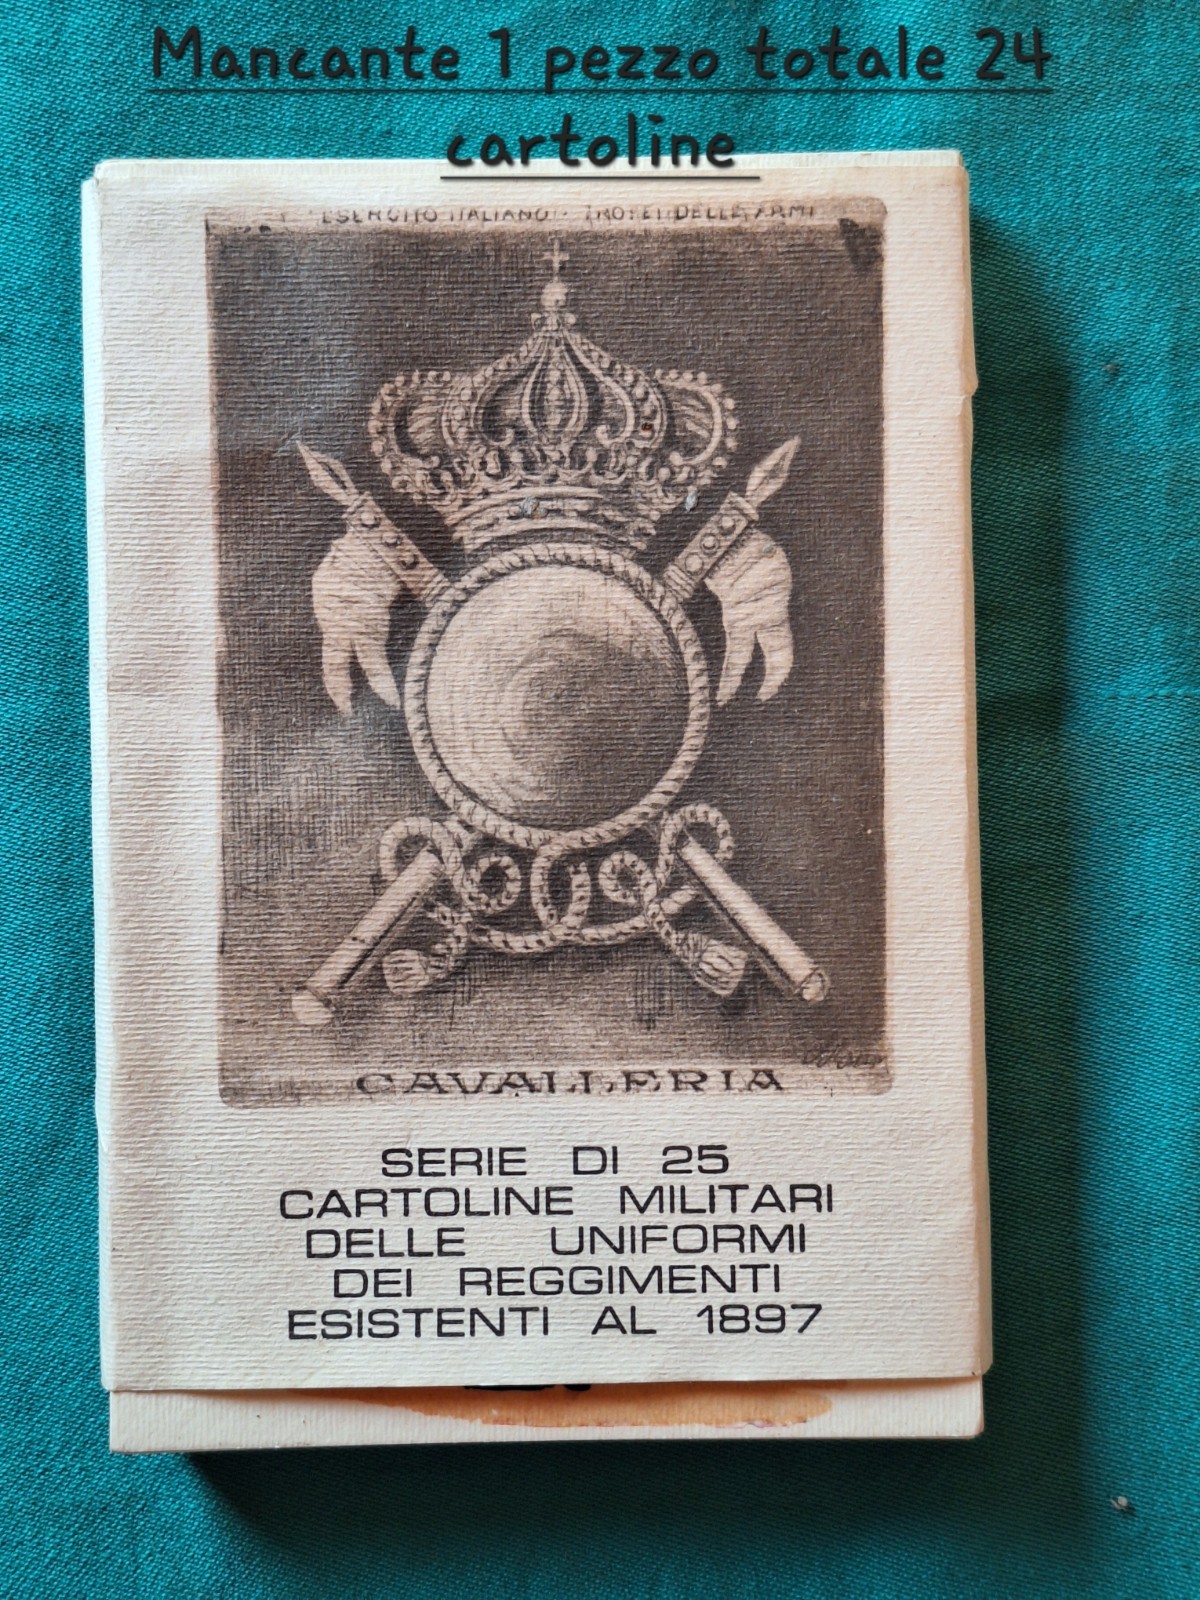 Mancante 1 pezzo totale 24
cartoline
ESERCITO ITALIANO - TROFEI DELLE ARMI
CAVALLERIA
SERIE DI 25
CARTOLINE MILITARI
DELLE UNIFORMI
DEI REGGIMENTI
ESISTENTI AL 1897